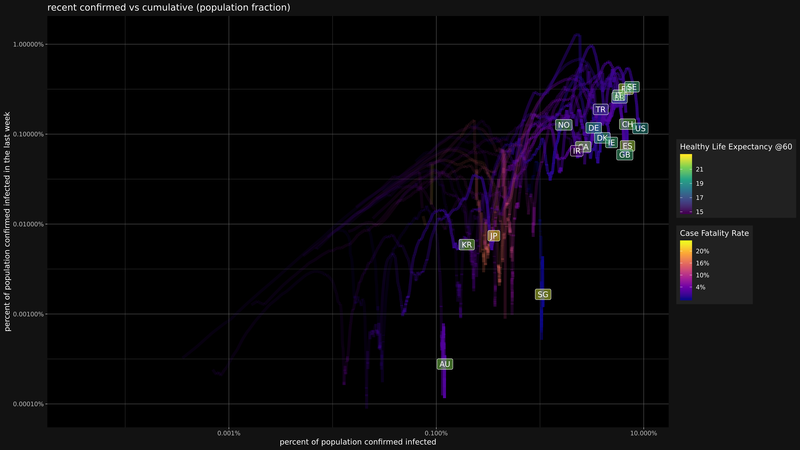 recent confirmed vs cumulative (population fraction)
percent of population confirmed infected in the last week
1.00000%
0.10000%
0.01000%
0.00100%
0.00010%
SE
TR
NO
DE
CH
US
DK
IE
IR
ES
GB
JP
KR
SG
AU
0.001%
0.100%
10.000%
percent of population confirmed infected
Healthy Life Expectancy @60
21
19
17
15
Case Fatality Rate
20%
16%
10%
4%